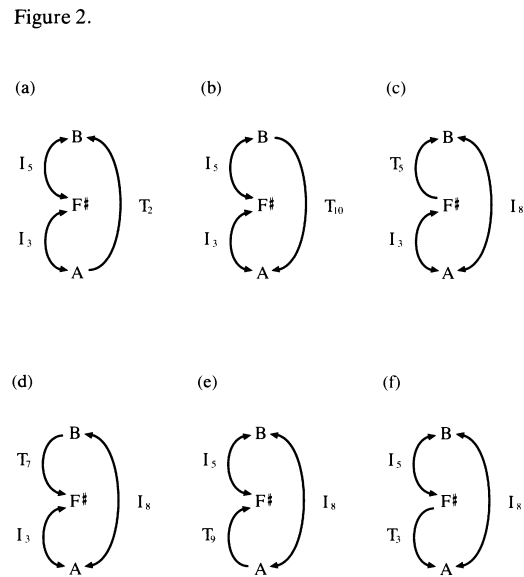 Figure 2.
(a) (b) (c)
B B B
I₅ I₅ T₅
F♯ T₂ F♯ T₁₀ F♯ I₈
I₃ I₃ I₃
A A A
(d) (e) (f)
B B B
T₇ I₅ I₅
F♯ I₈ F♯ I₈ F♯ I₈
I₃ T₉ T₃
A A A